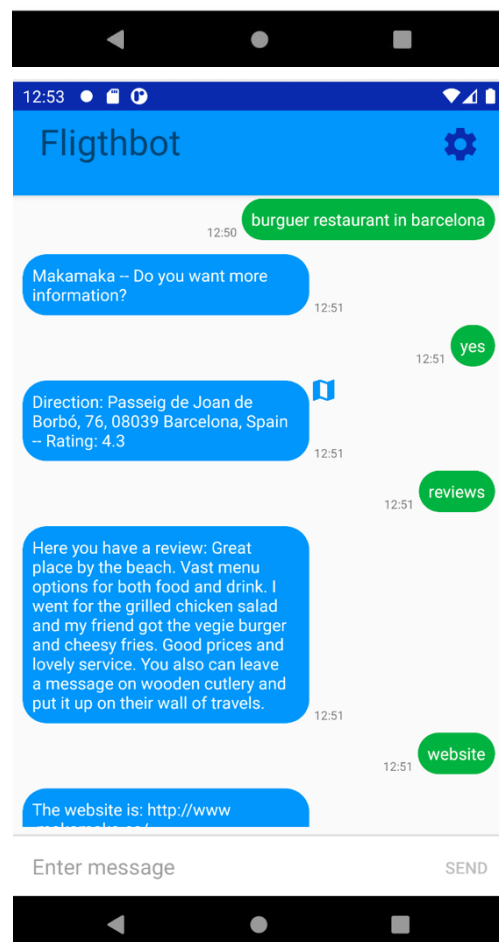 12:53
Fligthbot
burguer restaurant in barcelona
12:50
Makamaka -- Do you want more
information?
12:51
yes
12:51
Direction: Passeig de Joan de
Borbó, 76, 08039 Barcelona, Spain
-- Rating: 4.3
12:51
reviews
12:51
Here you have a review: Great
place by the beach. Vast menu
options for both food and drink. I
went for the grilled chicken salad
and my friend got the vegie burger
and cheesy fries. Good prices and
lovely service. You also can leave
a message on wooden cutlery and
put it up on their wall of travels.
12:51
website
12:51
The website is: http://www
Enter message
SEND